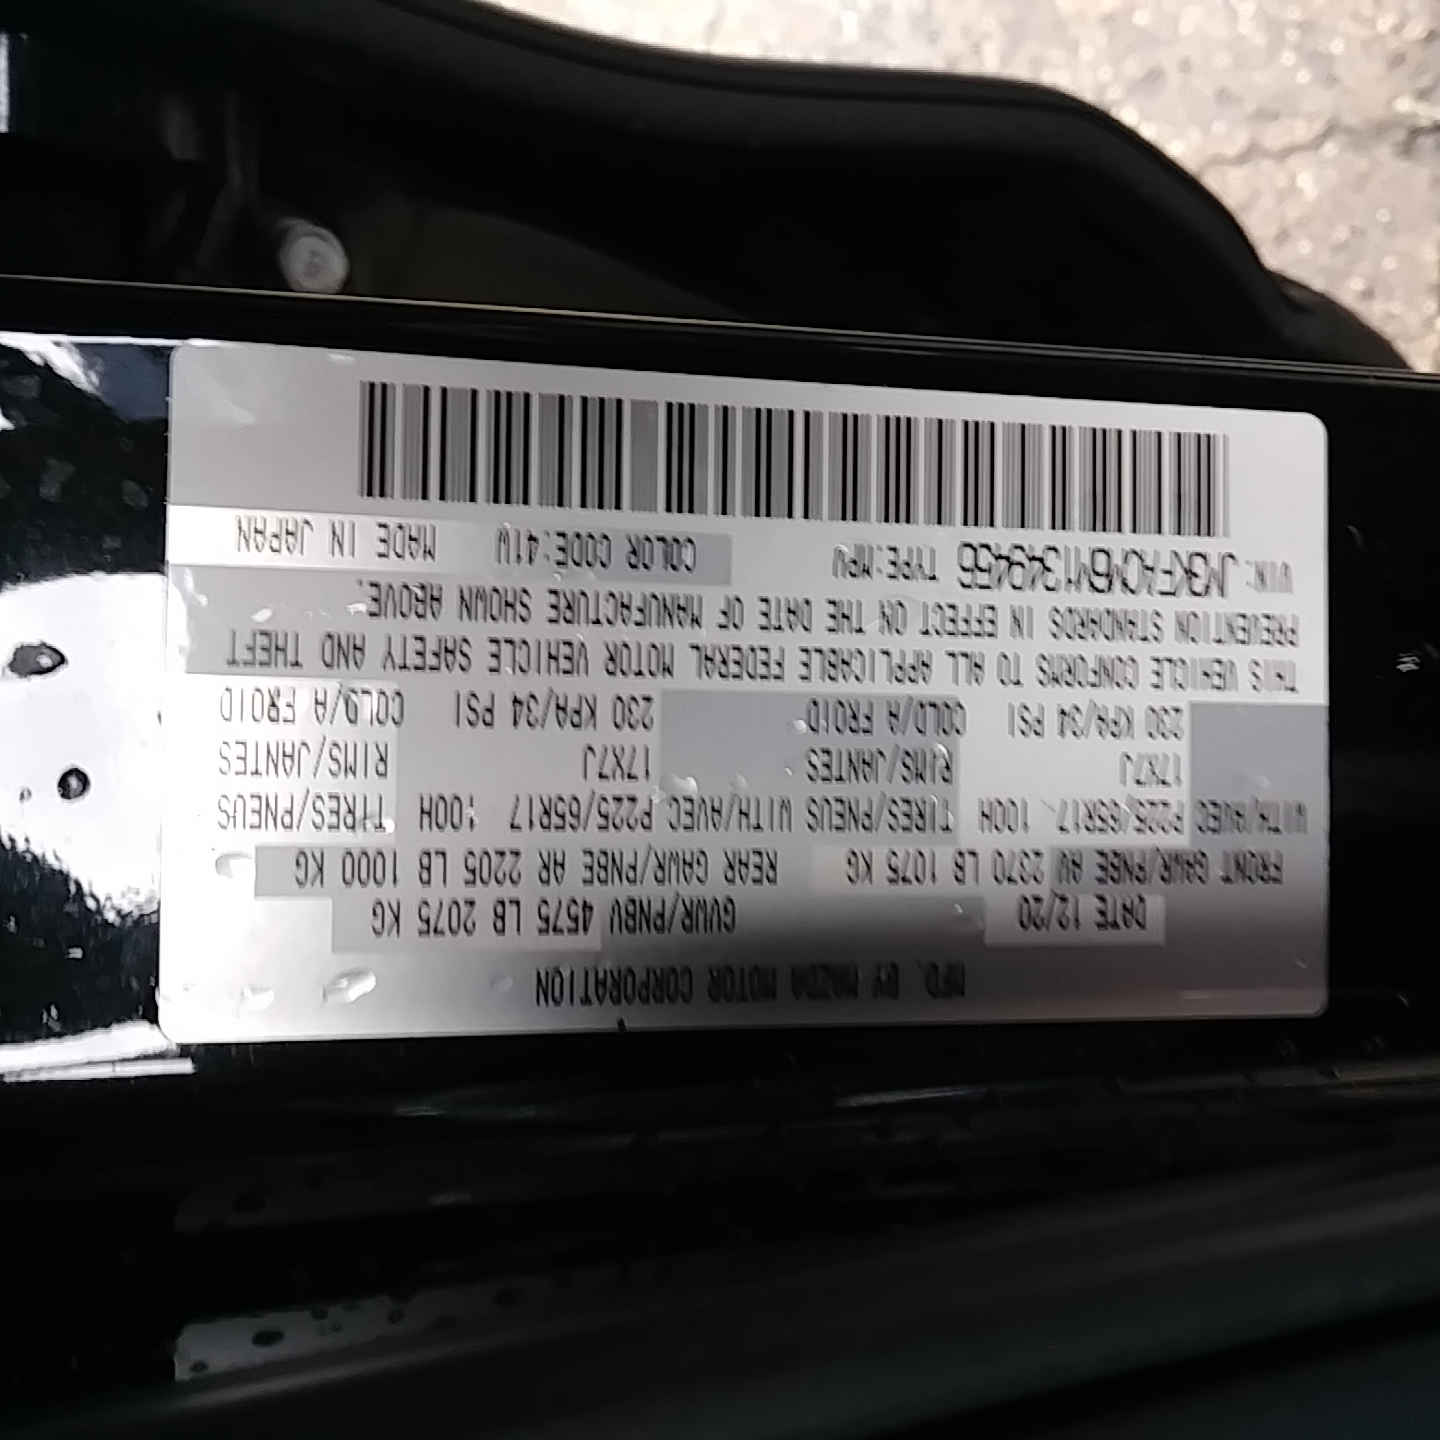 MFD. BY MAZDA MOTOR CORPORATION
DATE 12/20 GVWR/PNBV 4575 LB 2075 KG
FRONT GAWR/PNBE AV 2370 LB 1075 KG REAR GAWR/PNBE AR 2205 LB 1000 KG
WITH/AVEC P225/65R17 100H TIRES/PNEUS WITH/AVEC P225/65R17 100H TIRES/PNEUS
17X7J RIMS/JANTES 17X7J RIMS/JANTES
230 KPA/34 PSI COLD/A FROID 230 KPA/34 PSI COLD/A FROID
THIS VEHICLE CONFORMS TO ALL APPLICABLE FEDERAL MOTOR VEHICLE SAFETY AND THEFT
PREVENTION STANDARDS IN EFFECT ON THE DATE OF MANUFACTURE SHOWN ABOVE.
VIN: JM3KFACM6M1349456 TYPE:MPV COLOR CODE:41W MADE IN JAPAN